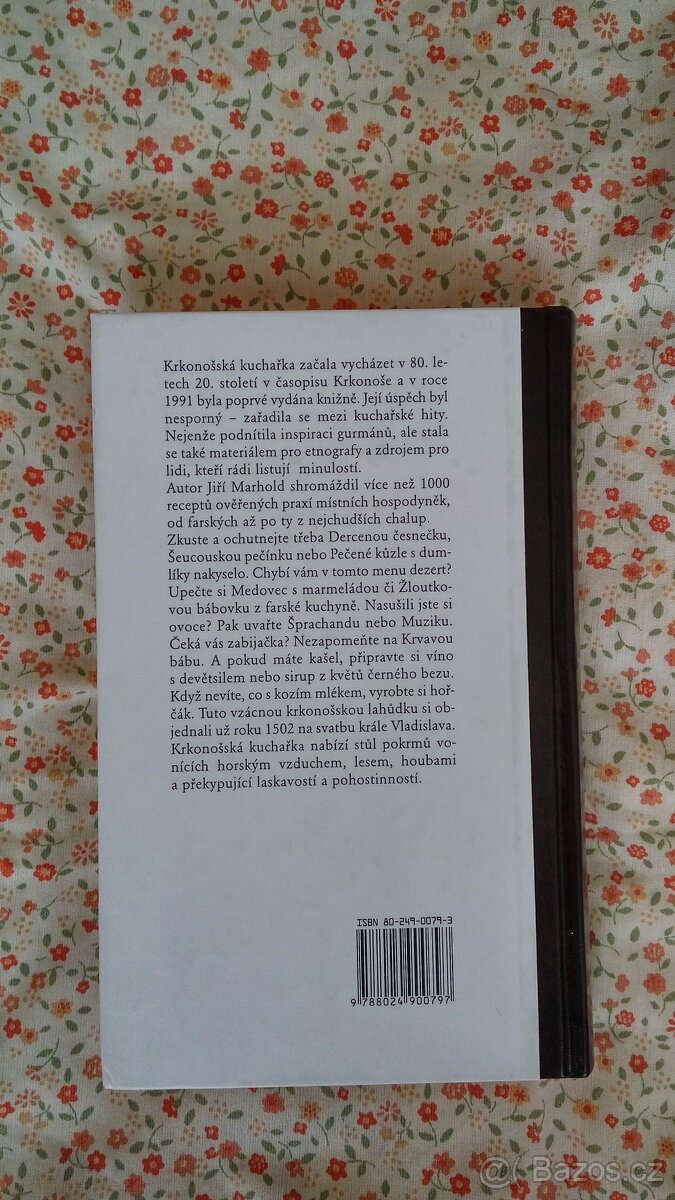 Krkonošská kuchařka začala vycházet v 80. le-
tech 20. století v časopisu Krkonoše a v roce
1991 byla poprvé vydána knižně. Její úspěch byl
nesporný – zařadila se mezi kuchařské hity.
Nejenže podnítila inspiraci gurmánů, ale stala
se také materiálem pro etnografy a zdrojem pro
lidi, kteří rádi listují minulostí.
Autor Jiří Marhold shromáždil více než 1000
receptů ověřených praxí místních hospodyněk,
od farských až po ty z nejchudších chalup.
Zkuste a ochutnejte třeba Dercenou česnečku,
Šeucouskou pečínku nebo Pečené kůzle s dum-
líky nakyselo. Chybí vám v tomto menu dezert?
Upečte si Medovec s marmeládou či Žloutko-
vou bábovku z farské kuchyně. Nasušili jste si
ovoce? Pak uvařte Šprachandu nebo Muziku.
Čeká vás zabijačka? Nezapomeňte na Krvavou
bábu. A pokud máte kašel, připravte si víno
s devětsilem nebo sirup z květů černého bezu.
Když nevíte, co s kozím mlékem, vyrobte si hoř-
čák. Tuto vzácnou krkonošskou lahůdku si ob-
jednali už roku 1502 na svatbu krále Vladislava.
Krkonošská kuchařka nabízí stůl pokrmů vo-
nících horským vzduchem, lesem, houbami
a překypující laskavostí a pohostinností.
ISBN 80-249-0079-3
9 788024 900797
Bazos.cz